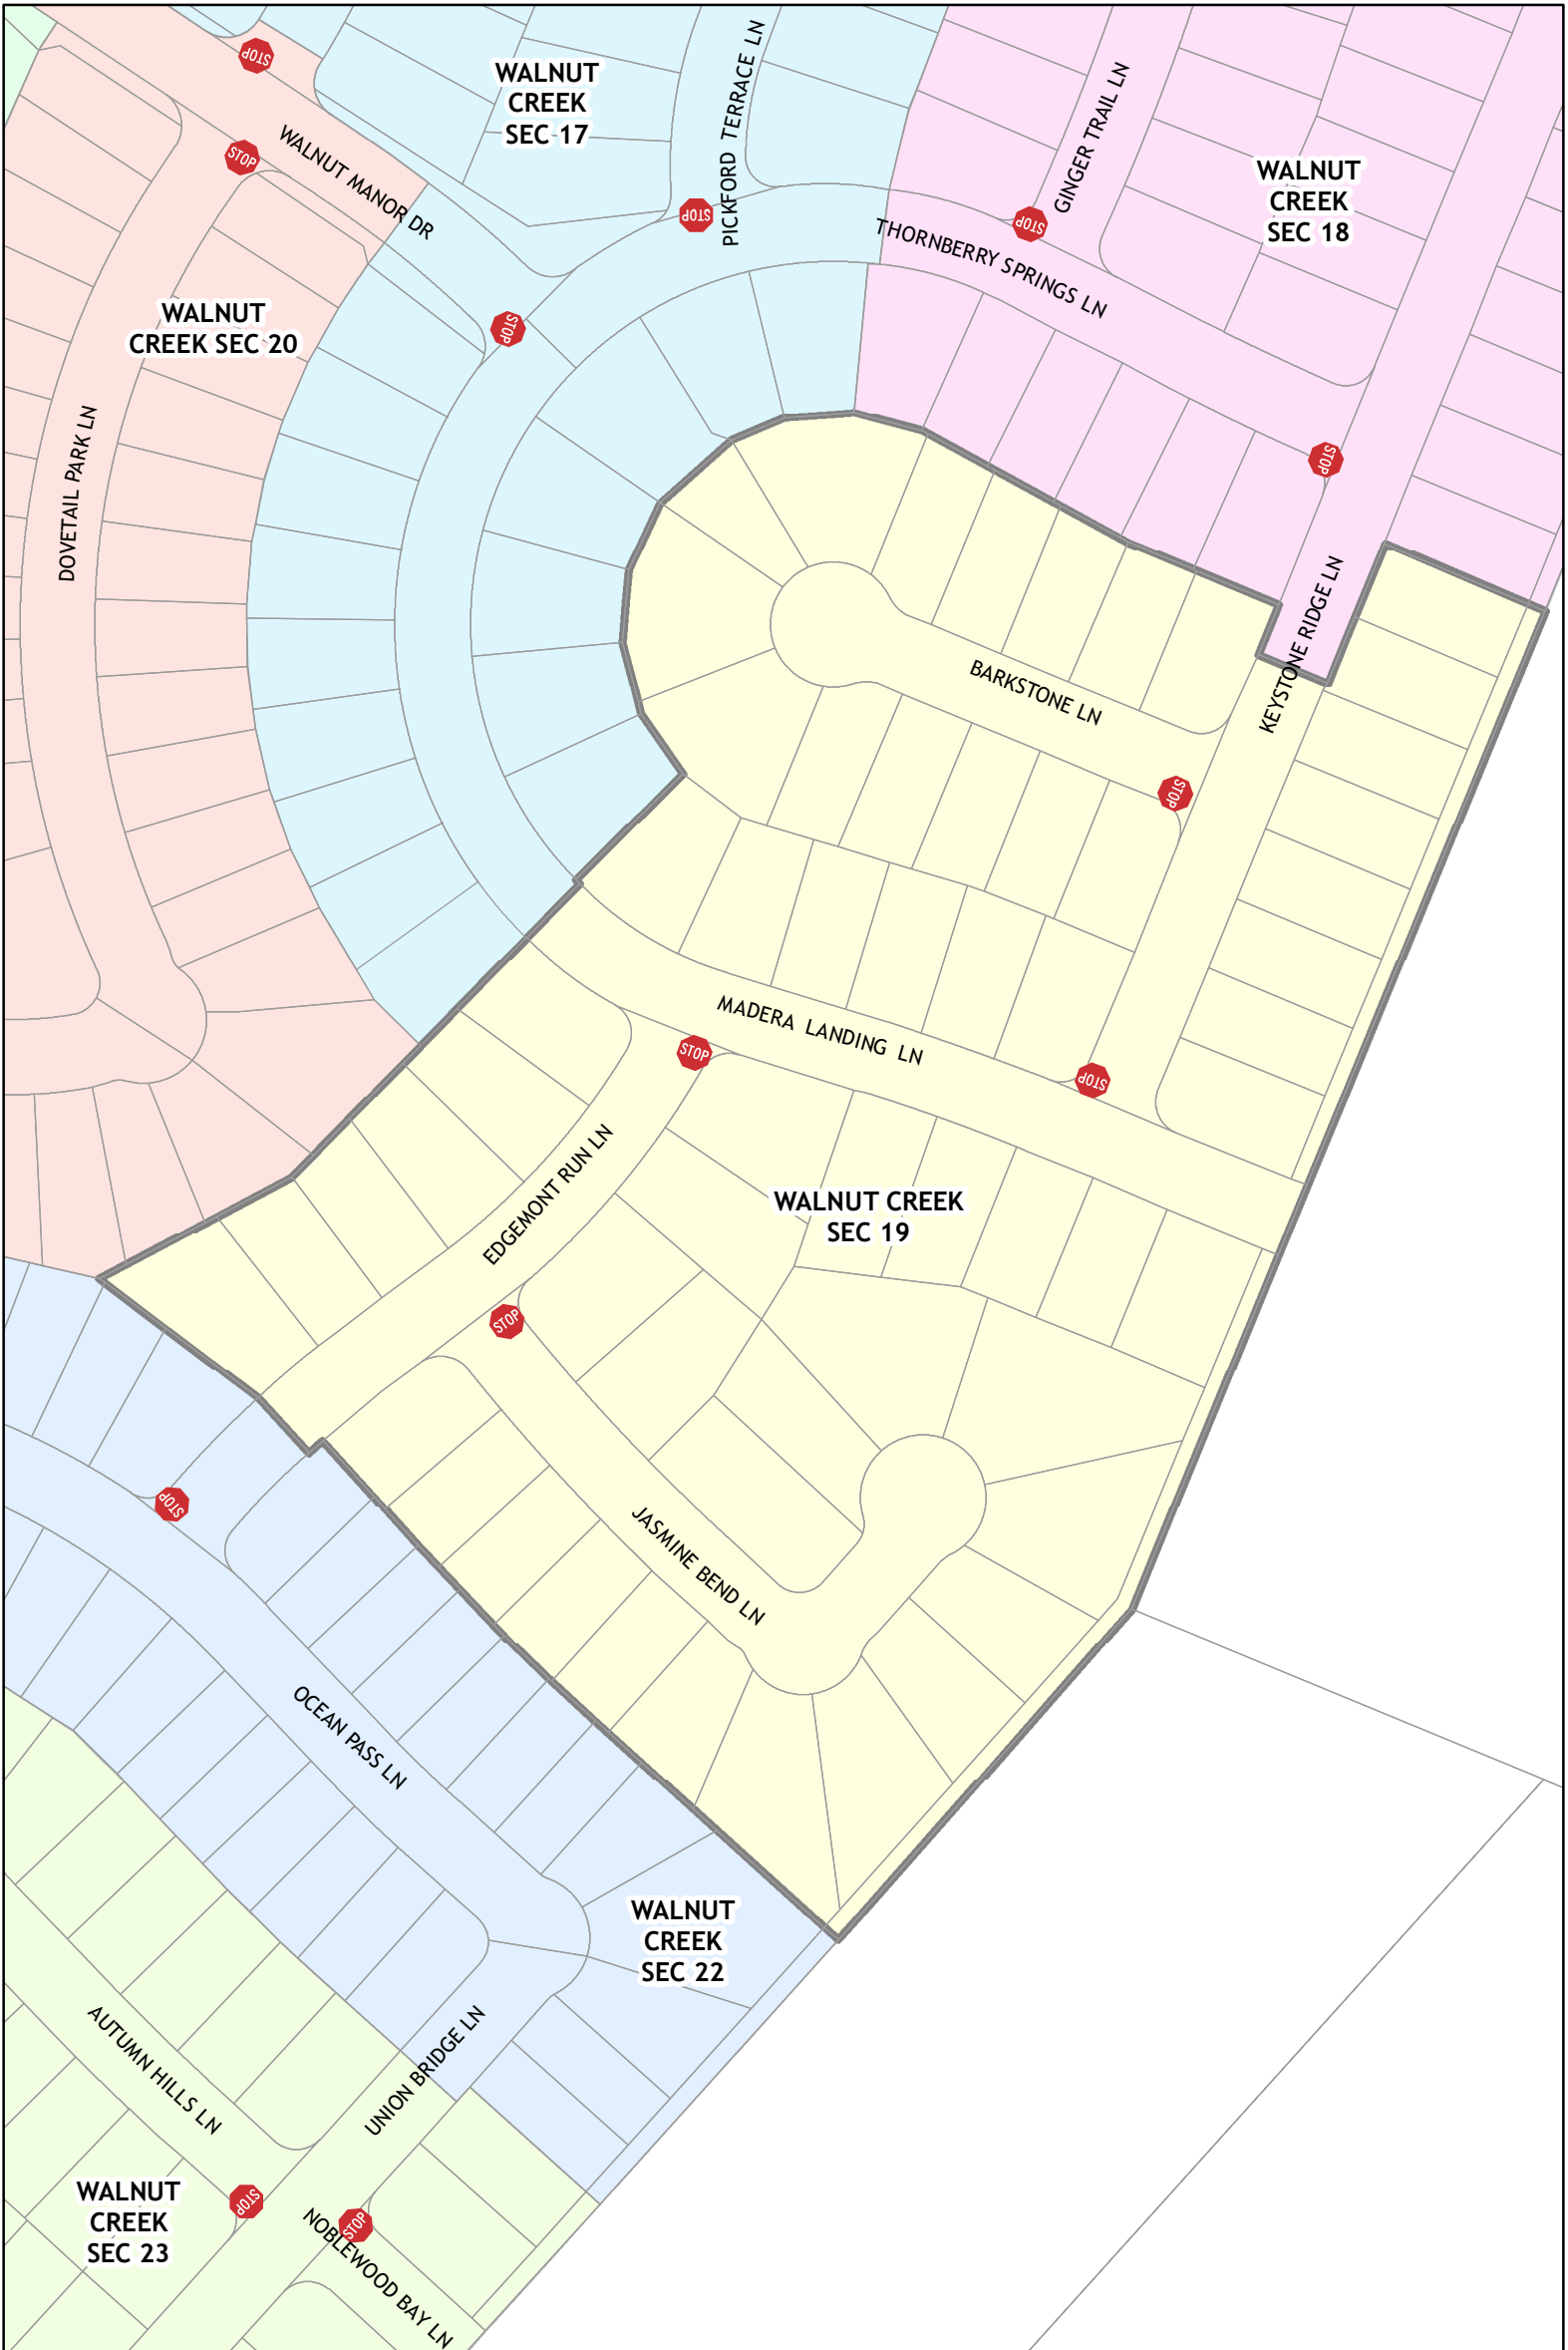 STOP
WALNUT
CREEK
SEC 17
PICKFORD TERRACE LN
GINGER TRAIL LN
STOP
WALNUT MANOR DR
WALNUT
CREEK
SEC 18
STOP
STOP
THORNBERRY SPRINGS LN
WALNUT
CREEK SEC 20
STOP
DOVETAIL PARK LN
STOP
KEYSTONE RIDGE LN
BARKSTONE LN
STOP
MADERA LANDING LN
STOP
STOP
EDGEMONT RUN LN
WALNUT CREEK
SEC 19
STOP
STOP
JASMINE BEND LN
OCEAN PASS LN
WALNUT
CREEK
SEC 22
AUTUMN HILLS LN
UNION BRIDGE LN
WALNUT
CREEK
SEC 23
STOP
STOP
NOBLEWOOD BAY LN